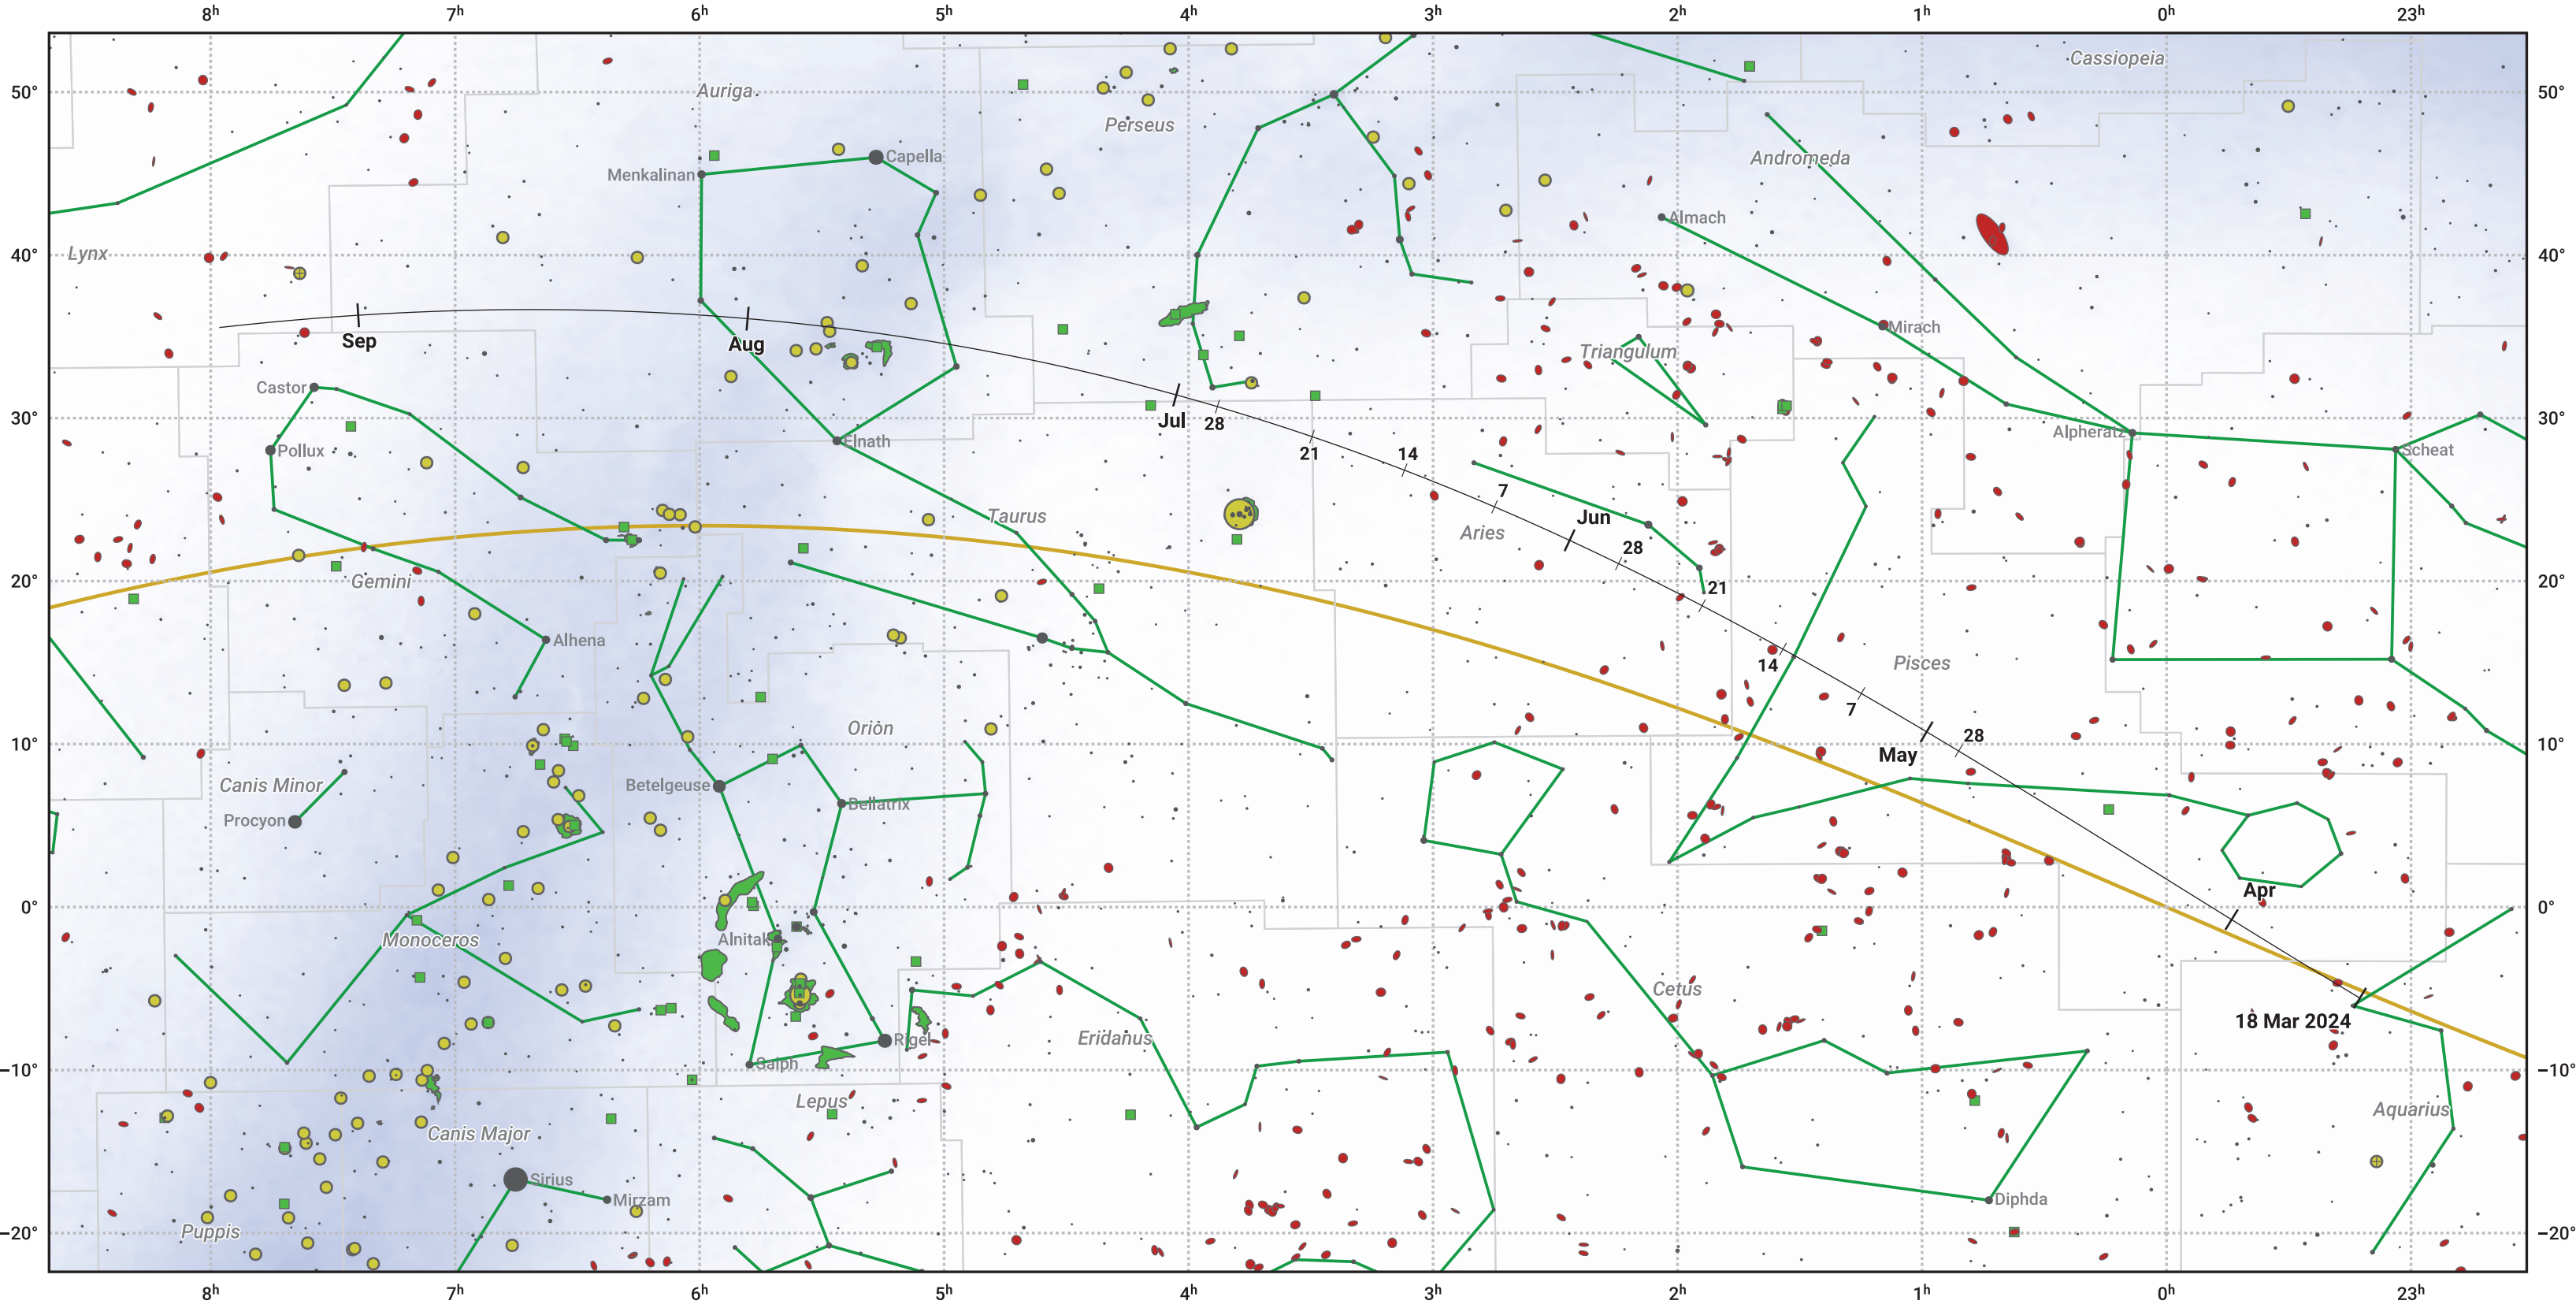 8h 7h 6h 5h 4h 3h 2h 1h 0h 23h
Cassiopeia
50° Auriga 50°
Perseus
Capella Andromeda
Menkalinan
Almach
Lynx
40° 40°
Mirach
Sep Aug
Triangulum
Castor
30° Jul 28 30°
Elnath Alpheratz
Pollux 21 14 Scheat
7
Taurus Jun
Aries
28
20° Gemini 21 20°
Alhena
14 Pisces
7
Orion
10° May 28 10°
Canis Minor Betelgeuse
Bellatrix
Procyon
Apr
0° 0°
Monoceros Alnitak
Cetus
18 Mar 2024
Eridanus
Rigel
Saiph
−10° −10°
Lepus
Aquarius
Canis Major
Sirius
Mirzam Diphda
Puppis
−20° −20°
8h 7h 6h 5h 4h 3h 2h 1h 0h 23h